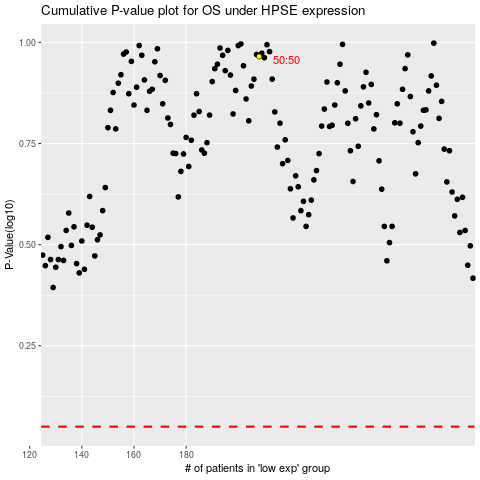 Cumulative P-value plot for OS under HPSE expression
1.00
50:50
0.75
P-Value(log10)
0.50
0.25
120 140 160 180
# of patients in 'low exp' group